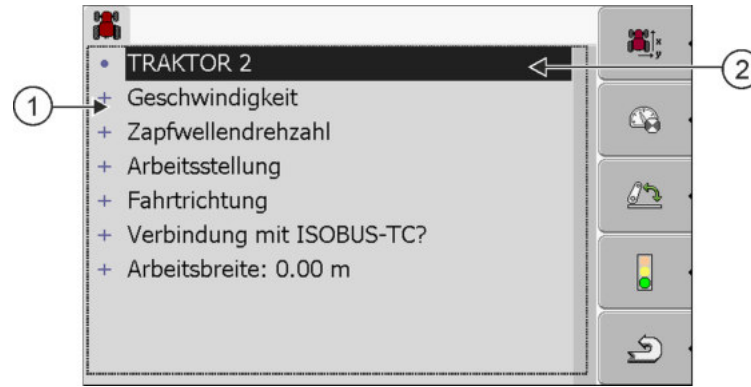 TRAKTOR 2
Geschwindigkeit
Zapfwellendrehzahl
Arbeitsstellung
Fahrtrichtung
Verbindung mit ISOBUS-TC?
Arbeitsbreite: 0.00 m
1
2
x
y